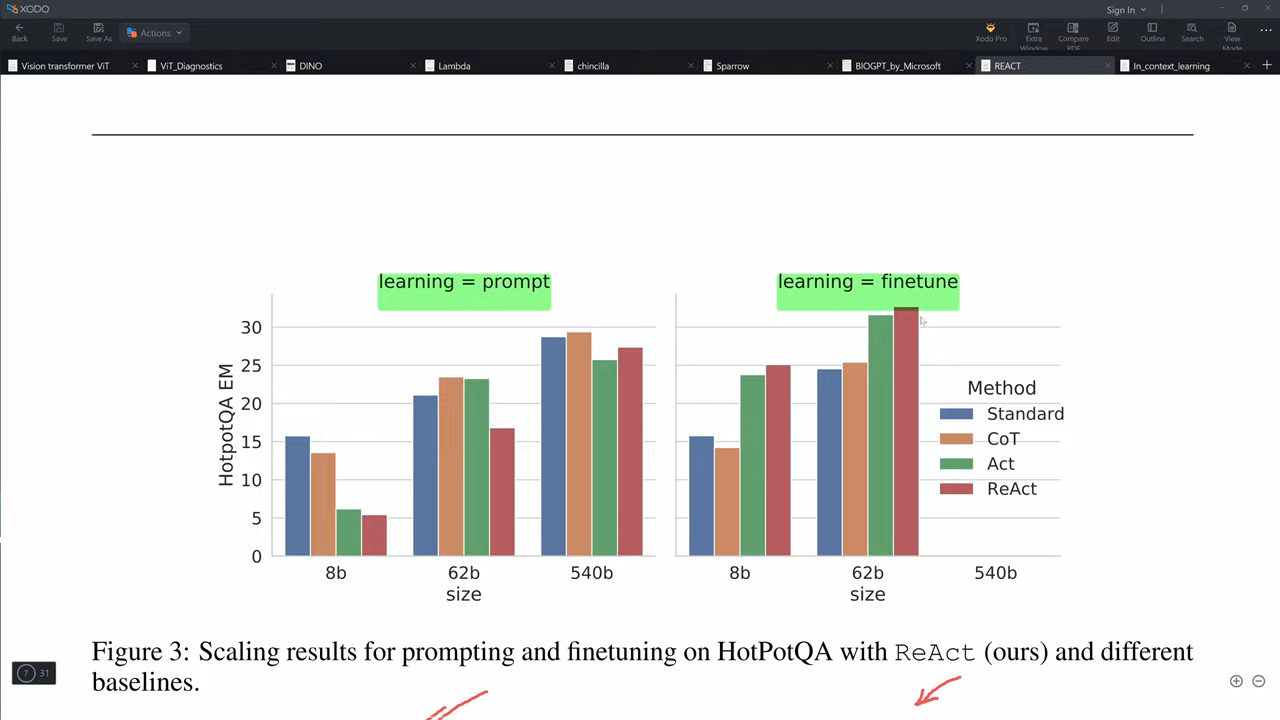 XODO
Sign In
Back
Save
Save As
Actions
Xodo Pro
Extra Window
Compare PDF
Edit
Outline
Search
View Mode
Vision transformer ViT
ViT_Diagnostics
DINO
Lambda
chincilla
Sparrow
BIOGPT_by_Microsoft
REACT
In_context_learning
learning = prompt
learning = finetune
HotpotQA EM
30
25
20
15
10
5
0
8b
62b
540b
size
8b
62b
540b
size
Method
Standard
CoT
Act
ReAct
Figure 3: Scaling results for prompting and finetuning on HotPotQA with ReAct (ours) and different
baselines.
7
31